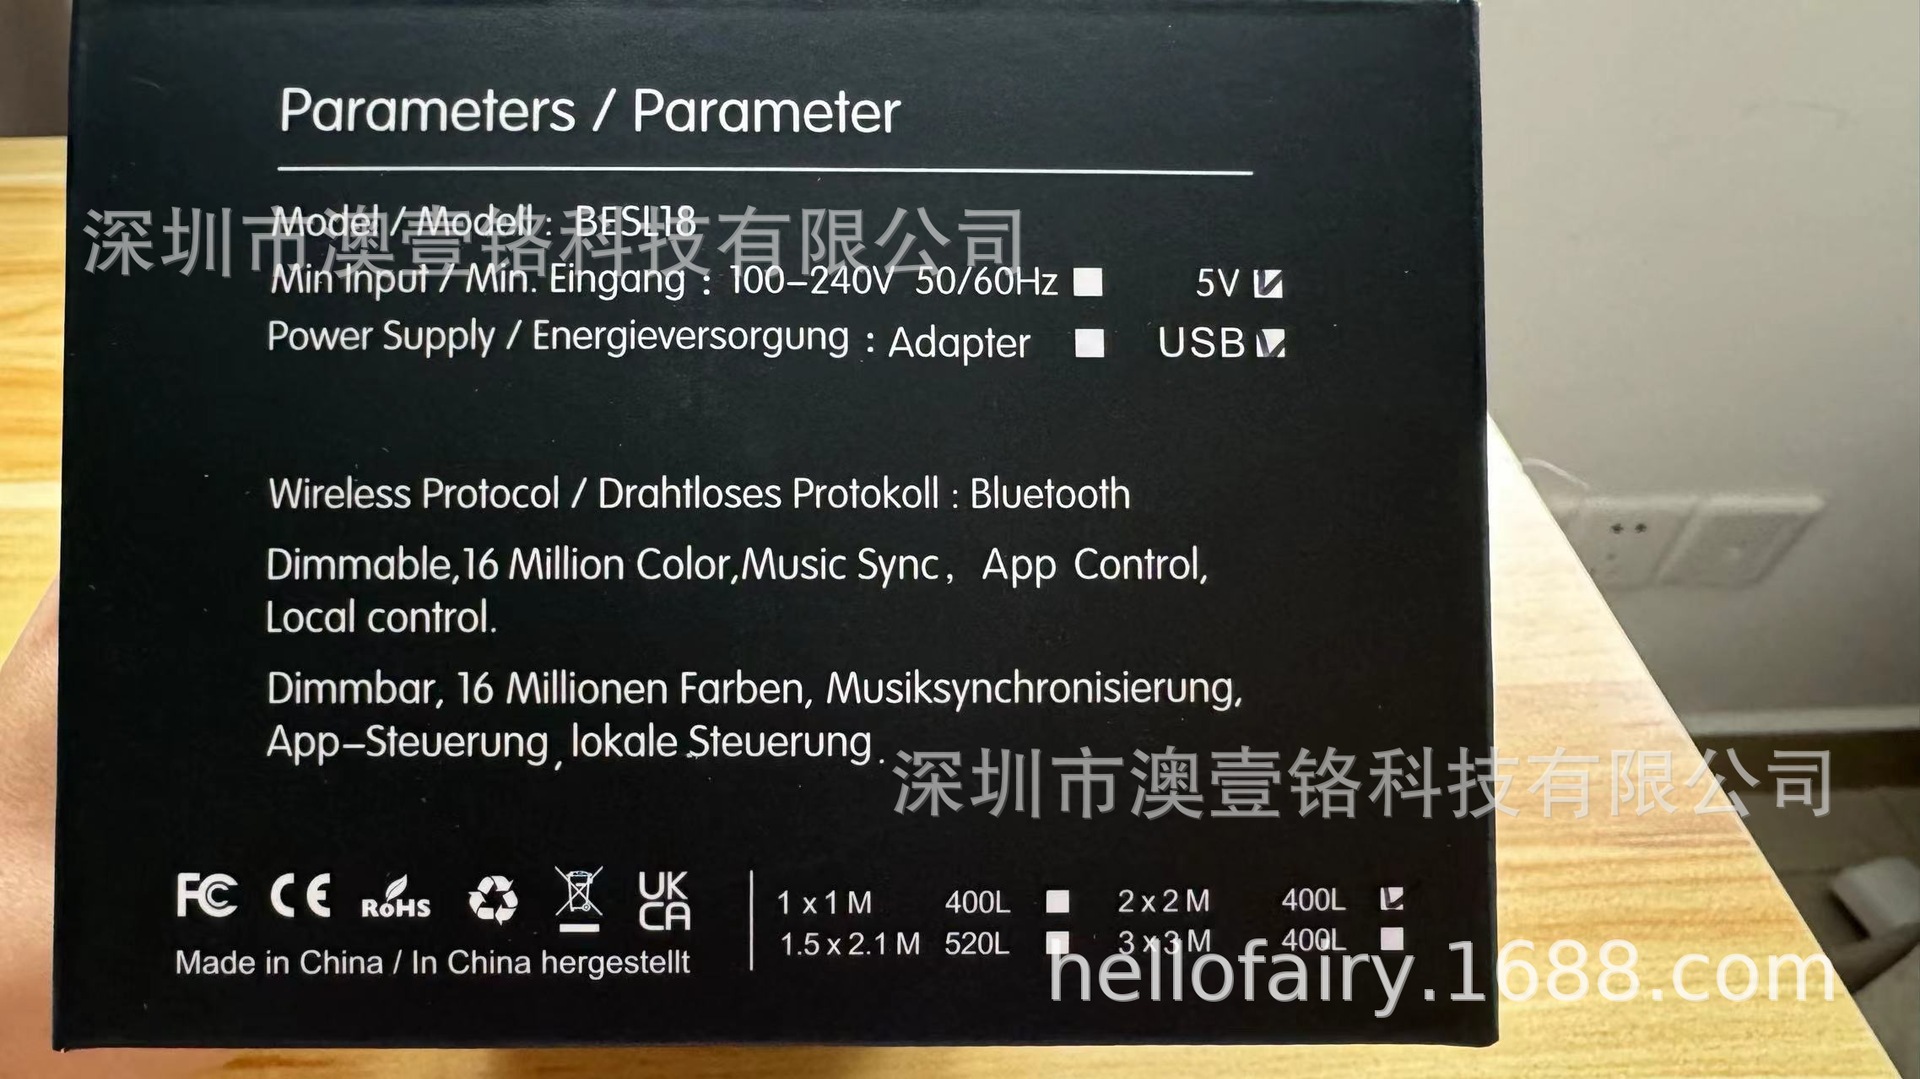 Parameters / Parameter
深圳市澳壹铬科技有限公司
Model / Modell : BESL18
Min Input / Min. Eingang : 100-240V 50/60Hz 5V
Power Supply / Energieversorgung : Adapter USB
Wireless Protocol / Drahtloses Protokoll : Bluetooth
Dimmable,16 Million Color,Music Sync, App Control,
Local control.
Dimmbar, 16 Millionen Farben, Musiksynchronisierung,
App-Steuerung, lokale Steuerung.
深圳市澳壹铬科技有限公司
FC CE RoHS UK CA
Made in China / In China hergestellt
1 x 1 M 400L 2 x 2 M 400L
1.5 x 2.1 M 520L 3 x 3 M 400L
hellofairy.1688.com